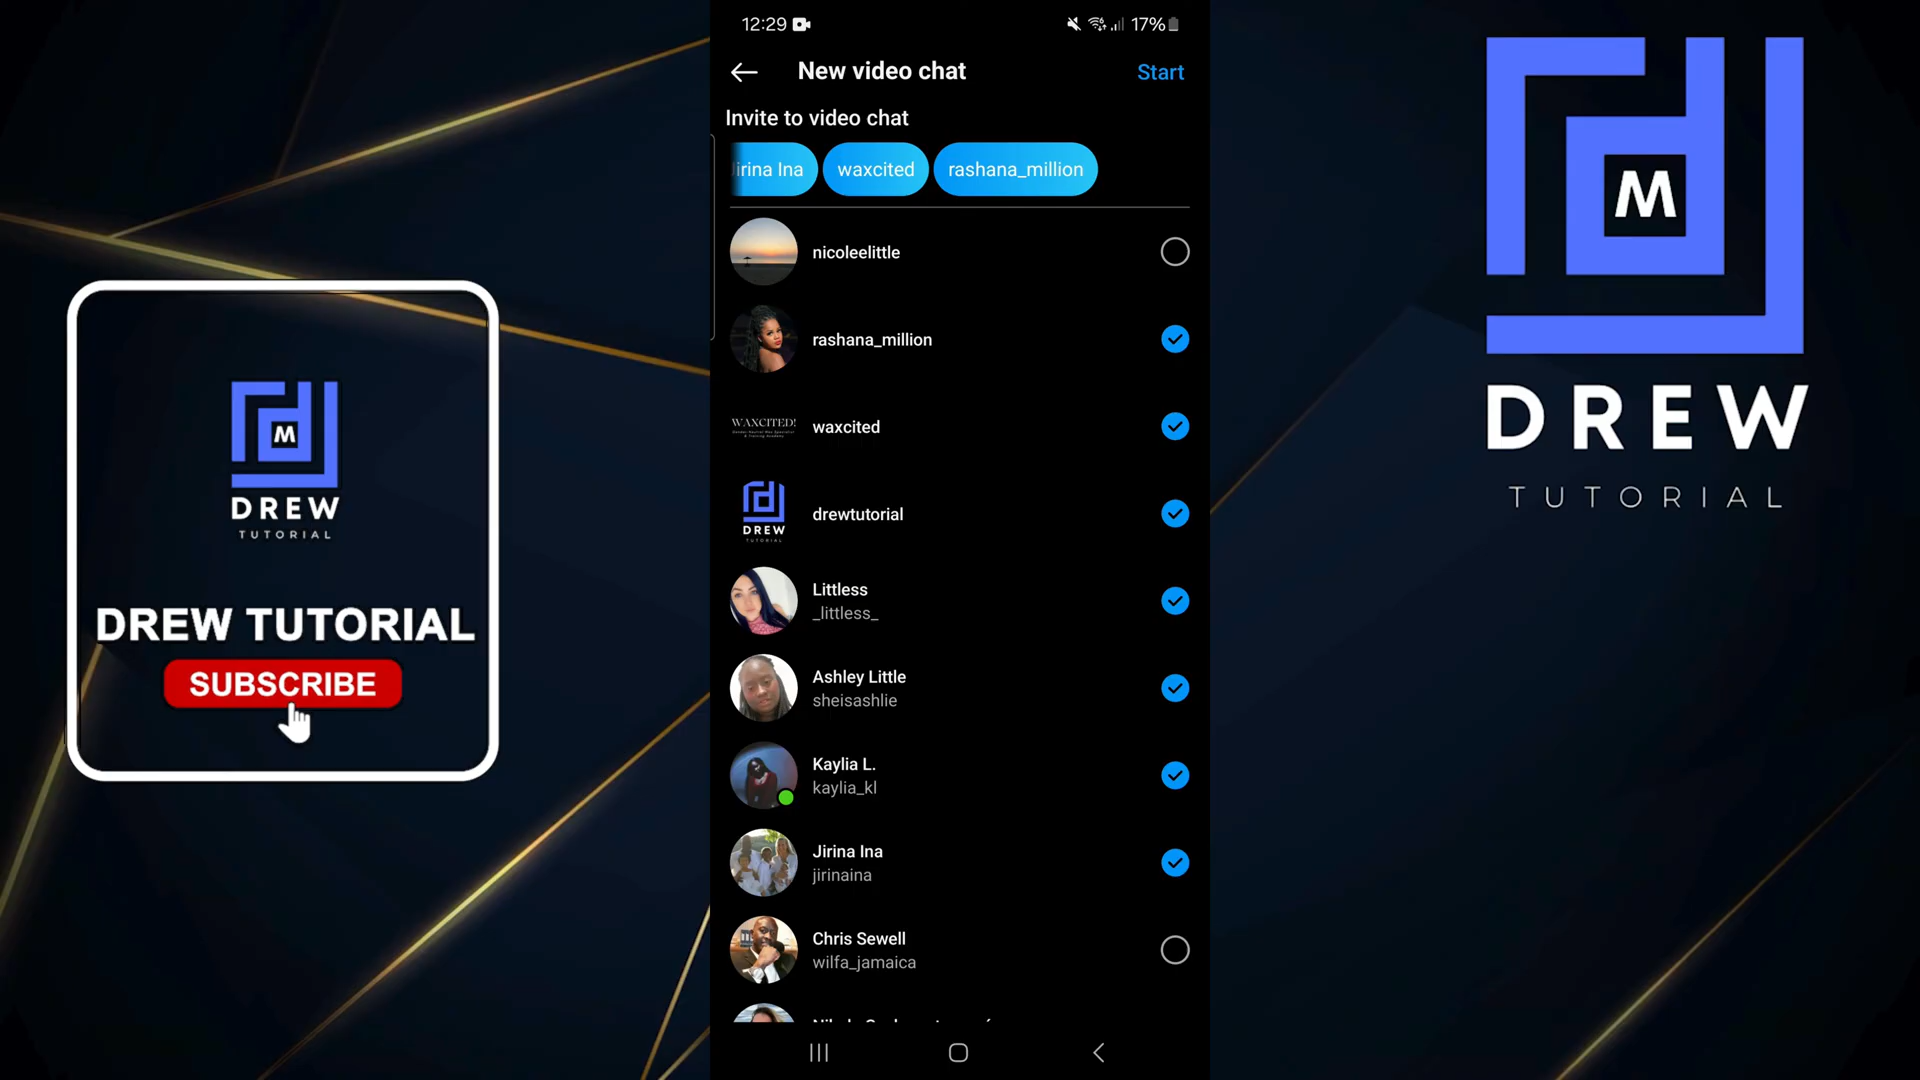 12:29
17%
New video chat
Start
Invite to video chat
irina Ina
waxcited
rashana_million
nicoleelittle
rashana_million
WAXCITED!
waxcited
DREW
TUTORIAL
drewtutorial
Littless
_littless_
Ashley Little
sheisashlie
Kaylia L.
kaylia_kl
Jirina Ina
jirinaina
Chris Sewell
wilfa_jamaica
M
DREW
TUTORIAL
DREW TUTORIAL
SUBSCRIBE
M
DREW
TUTORIAL